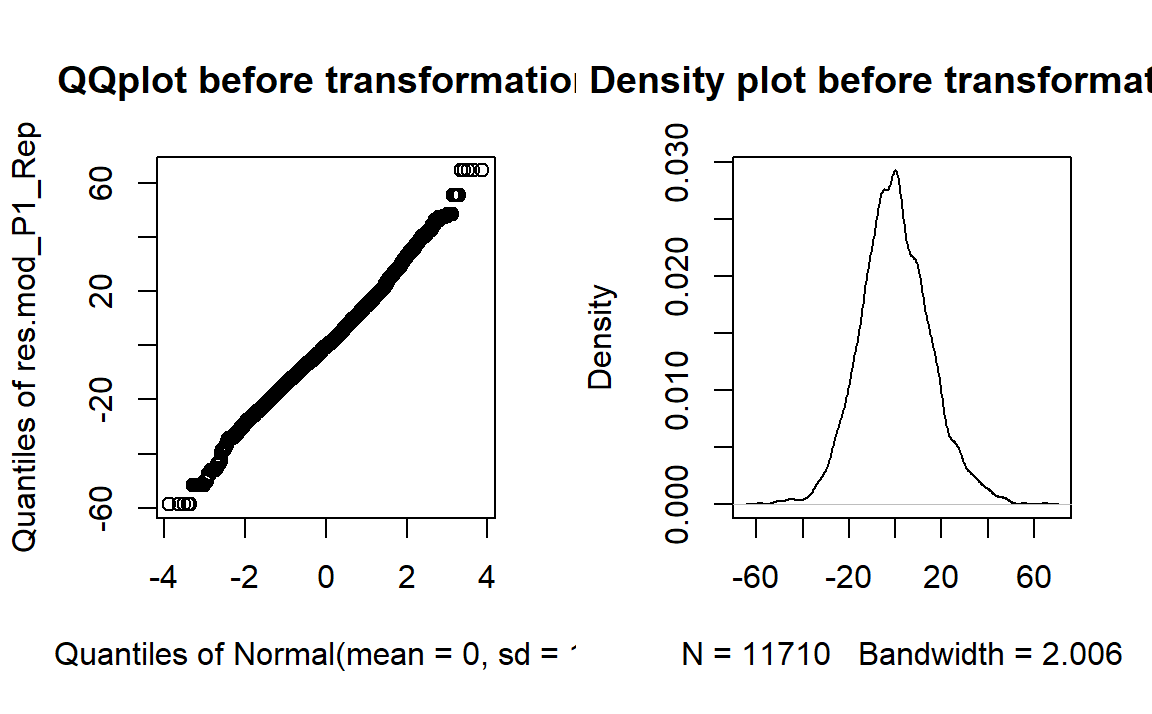 QQplot before transformation
Quantiles of res.mod_P1_Rep
60
20
-20
-60
-4 -2 0 2 4
Quantiles of Normal(mean = 0, sd =
Density plot before transformat
Density
0.030
0.020
0.010
0.000
-60 -20 20 60
N = 11710 Bandwidth = 2.006